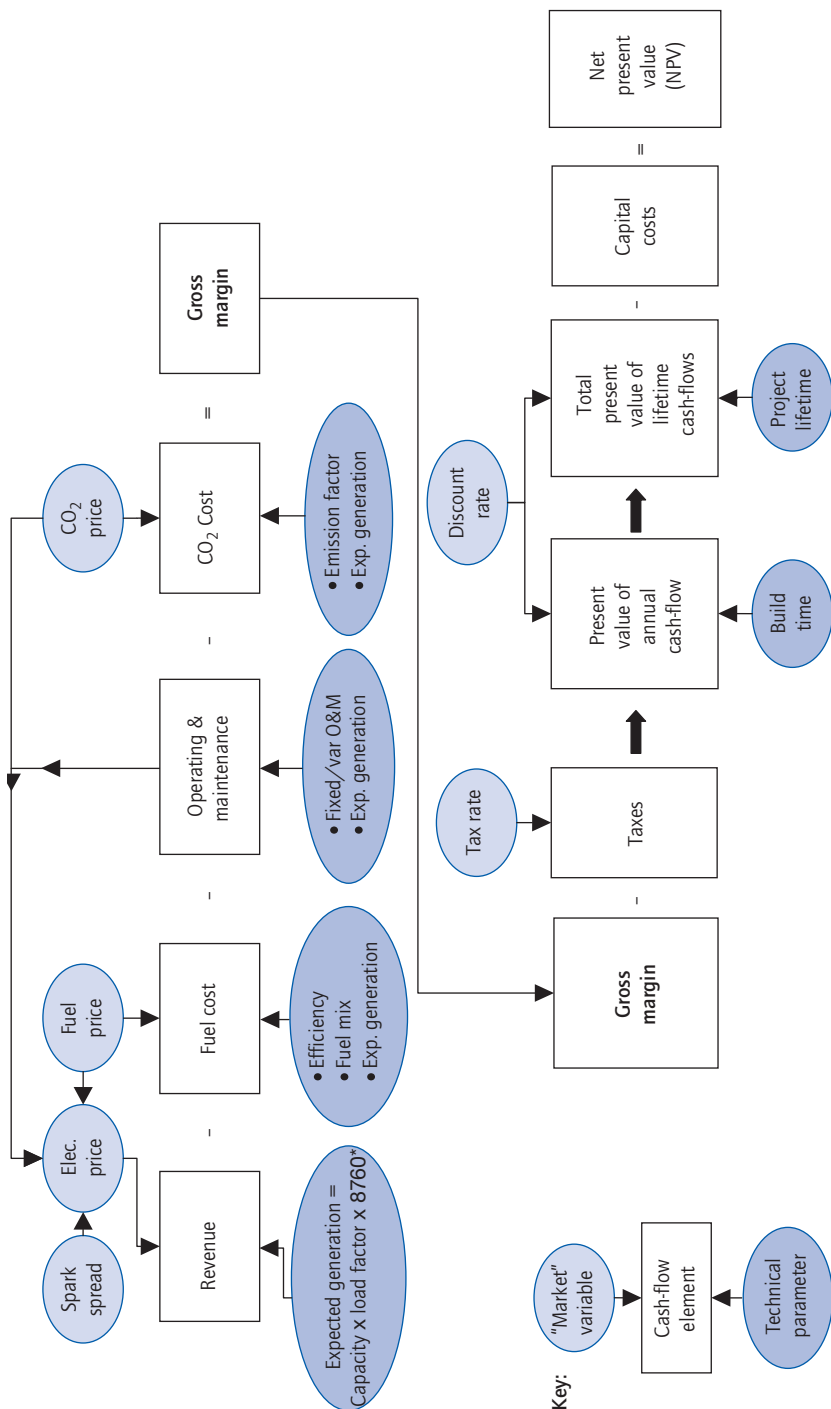 Spark
spread
Elec.
price
Fuel
price
CO₂
price
Revenue
–
Fuel cost
–
Operating &
maintenance
–
CO₂ Cost
=
Gross
margin
Expected generation =
Capacity x load factor x 8760*
• Efficiency
• Fuel mix
• Exp. generation
• Fixed/var O&M
• Exp. generation
• Emission factor
• Exp. generation
Tax rate
Discount
rate
Gross
margin
–
Taxes
Present
value of
annual
cash-flow
Total
present
value of
lifetime
cash-flows
–
Capital
costs
=
Net
present
value
(NPV)
Build
time
Project
lifetime
Key:
"Market"
variable
Cash-flow
element
Technical
parameter